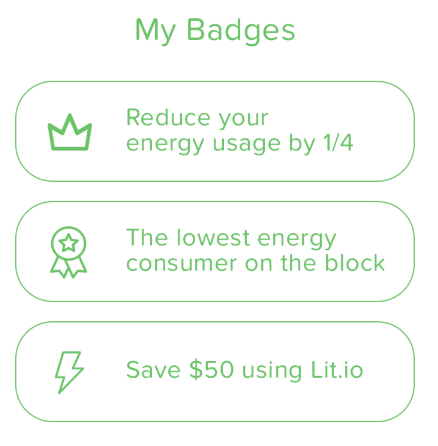 My Badges
Reduce your
energy usage by 1/4
The lowest energy
consumer on the block
Save $50 using Lit.io